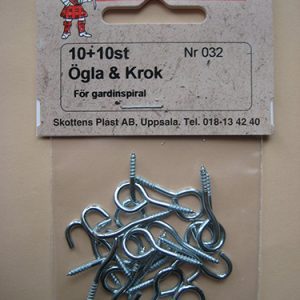 10+10st
Nr 032
Ögla & Krok
För gardinspiral
Skottens Plast AB, Uppsala. Tel. 018-13 42 40